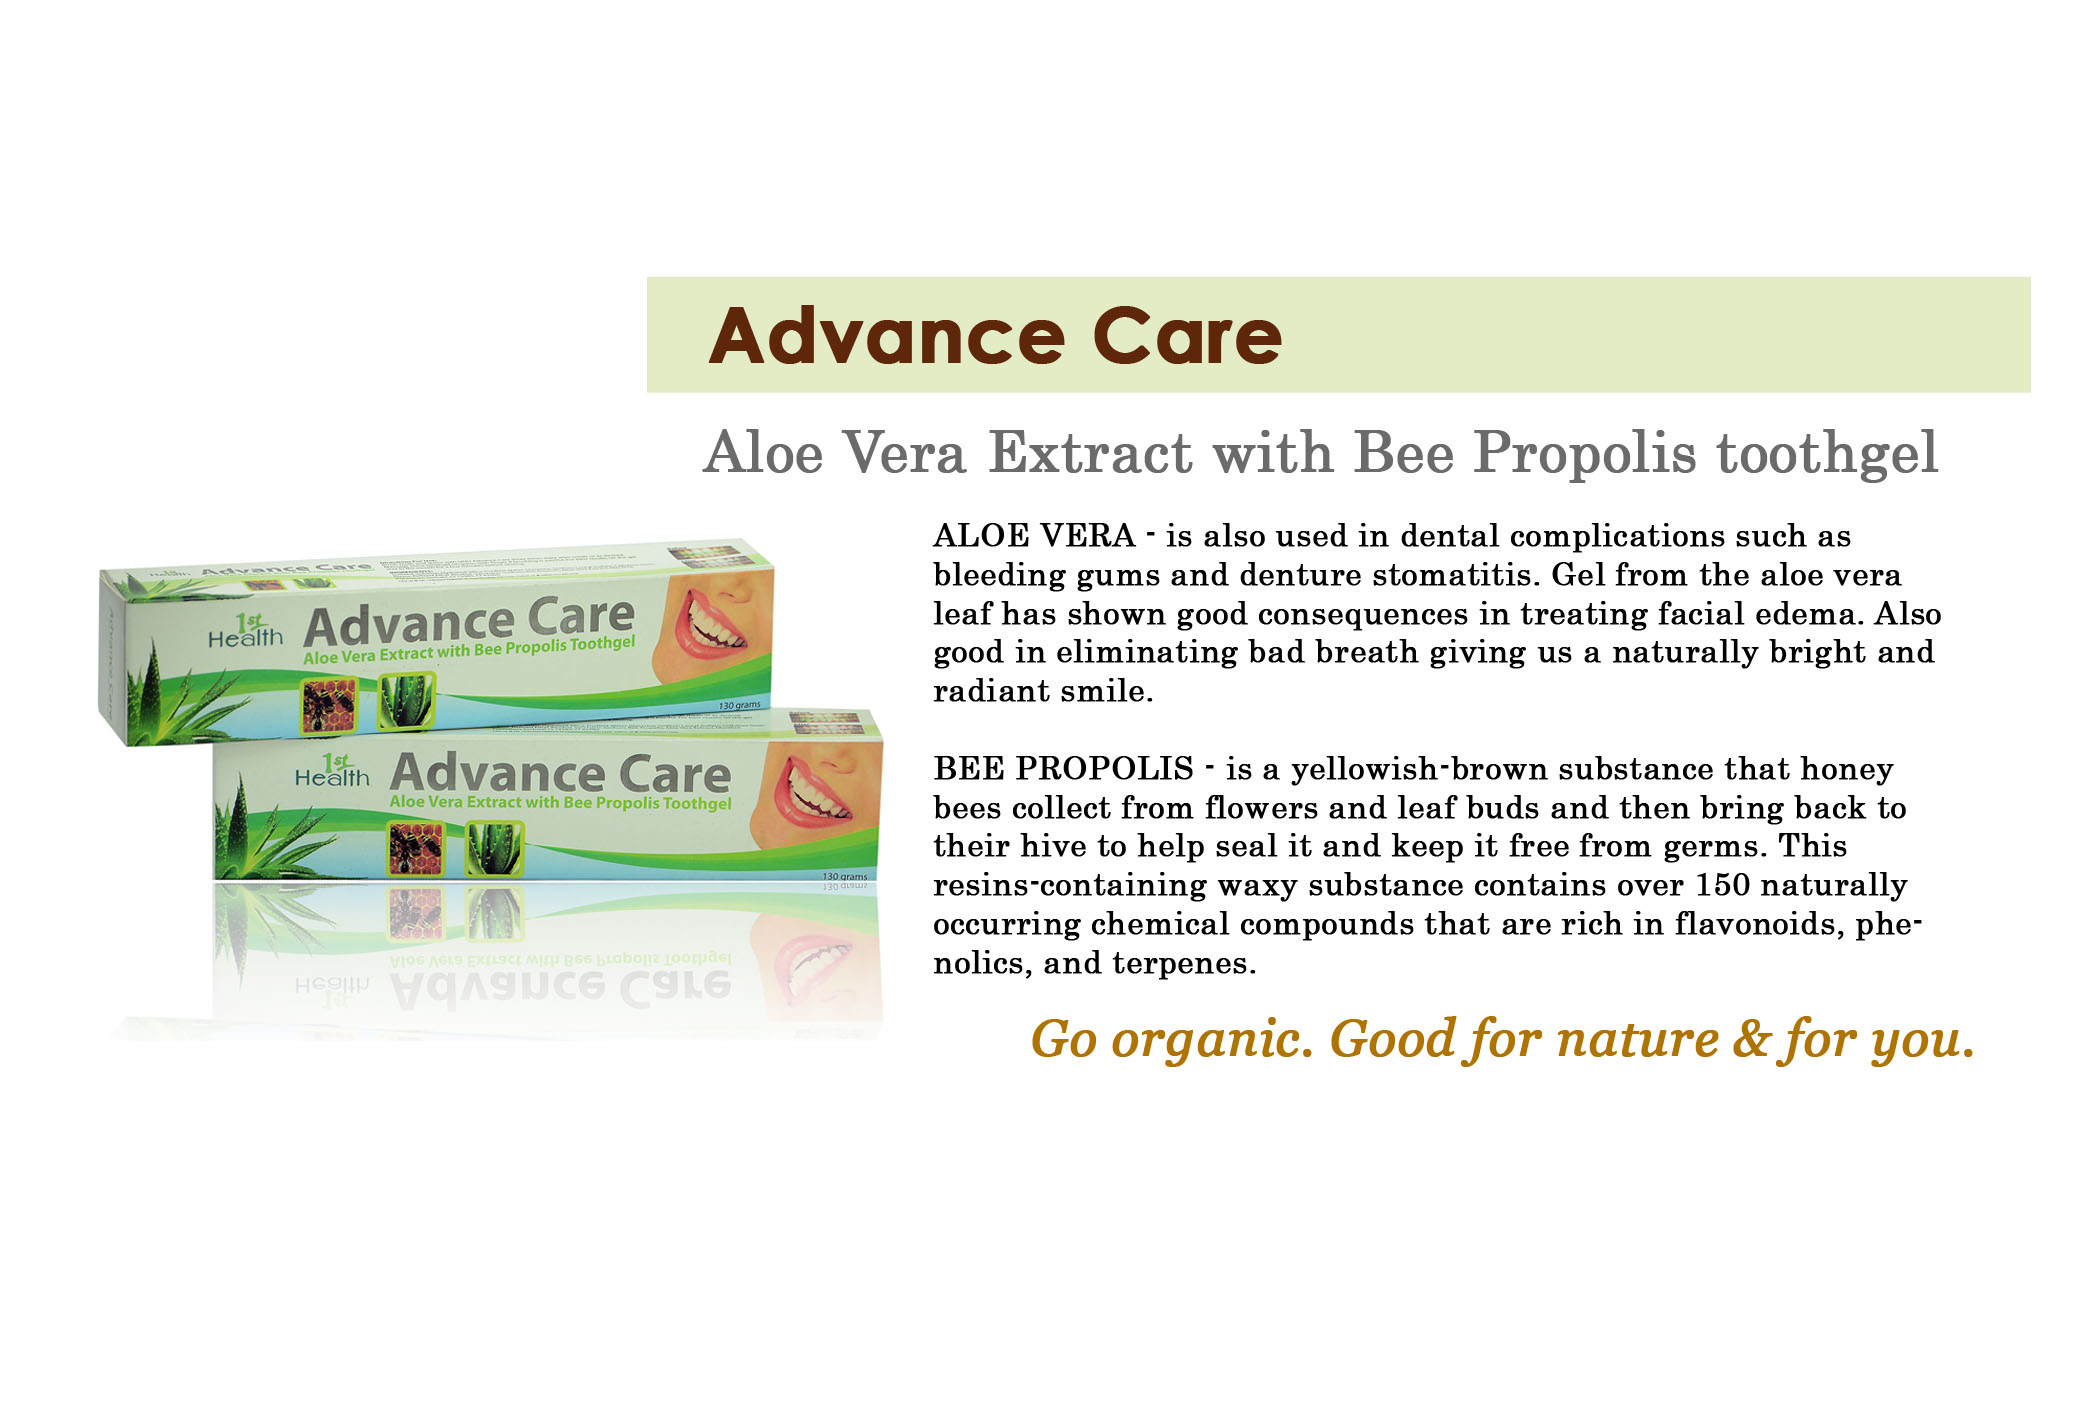 Advance Care
Aloe Vera Extract with Bee Propolis toothgel
ALOE VERA - is also used in dental complications such as
bleeding gums and denture stomatitis. Gel from the aloe vera
leaf has shown good consequences in treating facial edema. Also
good in eliminating bad breath giving us a naturally bright and
radiant smile.
BEE PROPOLIS - is a yellowish-brown substance that honey
bees collect from flowers and leaf buds and then bring back to
their hive to help seal it and keep it free from germs. This
resins-containing waxy substance contains over 150 naturally
occurring chemical compounds that are rich in flavonoids, phe-
nolics, and terpenes.
Go organic. Good for nature & for you.
Health Advance Care
1st
Health
Advance Care
Aloe Vera Extract with Bee Propolis Toothgel
130 grams
1st
Health
Advance Care
Aloe Vera Extract with Bee Propolis Toothgel
130 grams